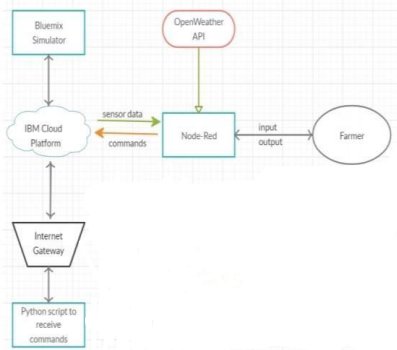 Bluemix
Simulator
OpenWeather
API
IBM Cloud
Platform
sensor data
commands
Node-Red
input
output
Farmer
Internet
Gateway
Python script to
receive
commands